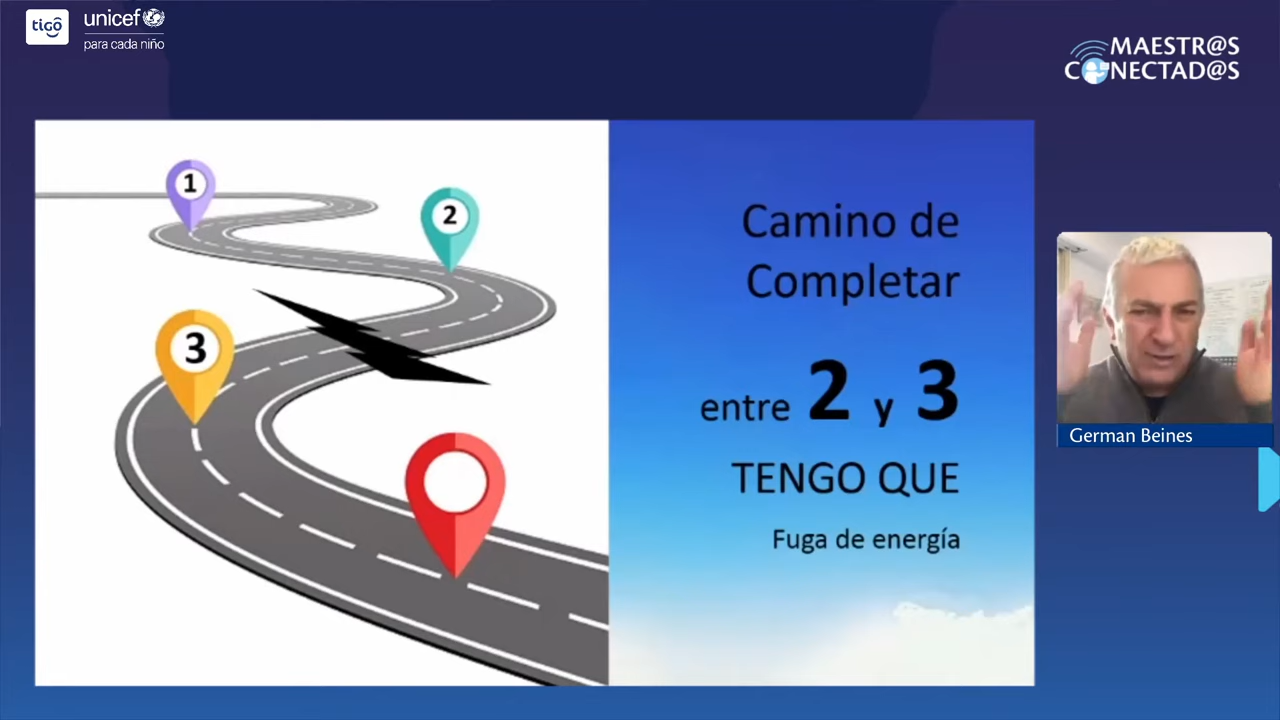 tigo
unicef
para cada niño
MAESTR@S
CONECTAD@S
1
2
3
Camino de
Completar
entre 2 y 3
TENGO QUE
Fuga de energía
German Beines